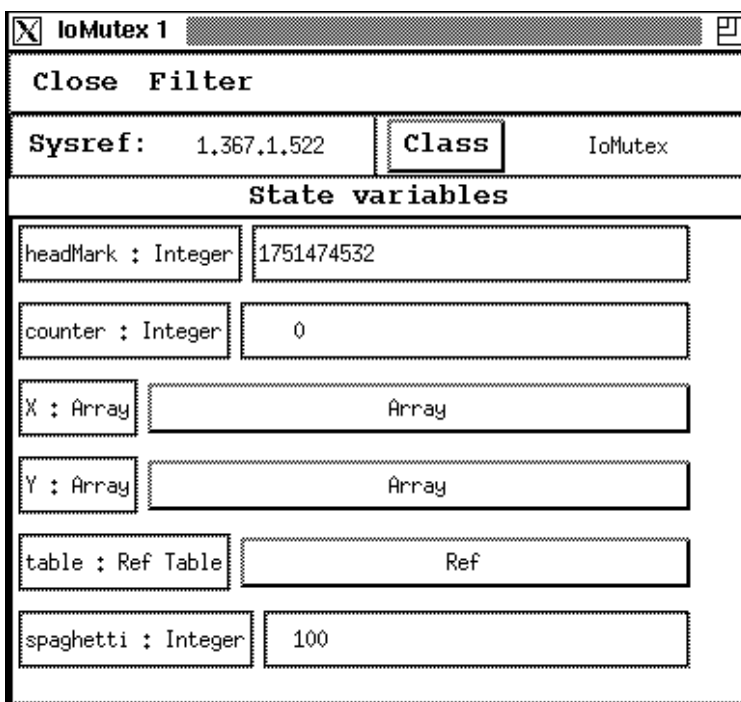 IoMutex 1
Close Filter
Sysref: 1.367.1.522 Class IoMutex
State variables
headMark : Integer 1751474532
counter : Integer 0
X : Array Array
Y : Array Array
table : Ref Table Ref
spaghetti : Integer 100